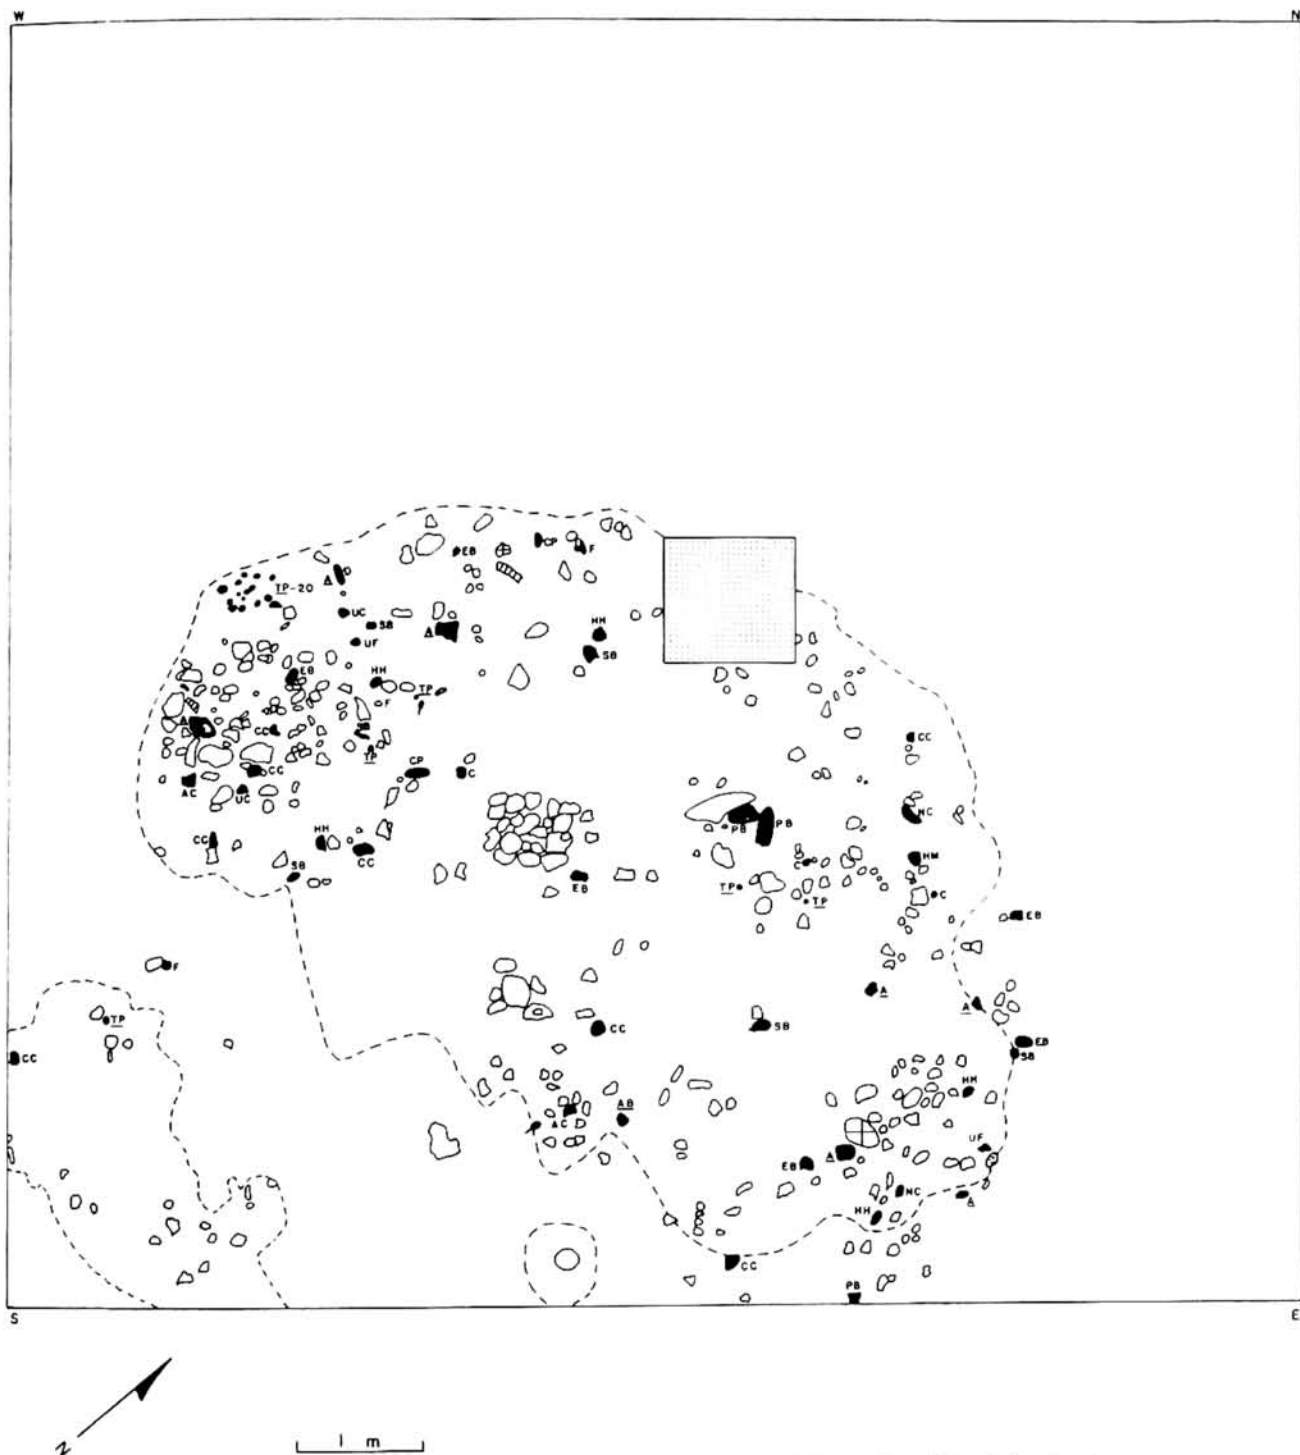 W N
EB CP F
TP-20 A D
UC
SB A HH
UF SB
EB HH
TP
F
A CC SB CC
TP
CC CP C
AC UC NC
PB PB
CC HH
CC HM
SB EB C
TP C
TP EB
F
A
TP A
CC CC SB EB
SB
HH
AB
AC
UF
EB A
NC A
HH
CC
PB
S E
N
1 m